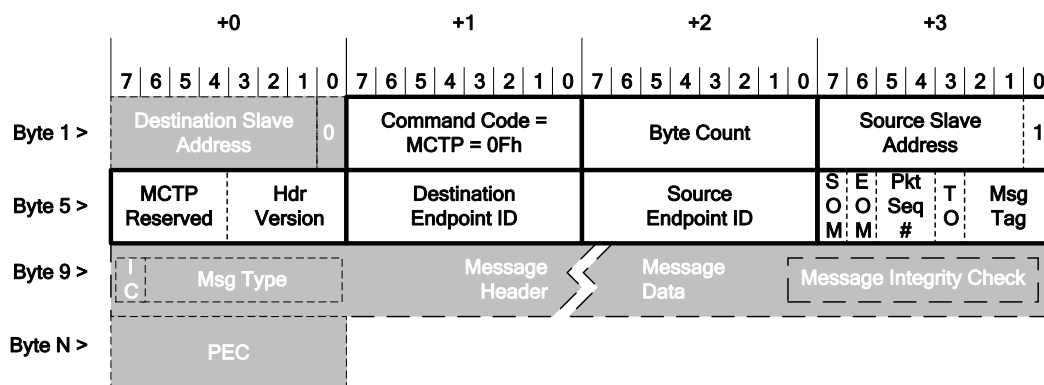 +0 +1 +2 +3
7 6 5 4 3 2 1 0 7 6 5 4 3 2 1 0 7 6 5 4 3 2 1 0 7 6 5 4 3 2 1 0
Byte 1 >
Destination Slave
Address
0
Command Code =
MCTP = 0Fh
Byte Count
Source Slave
Address
1
Byte 5 >
MCTP
Reserved
Hdr
Version
Destination
Endpoint ID
Source
Endpoint ID
S
O
M
E
O
M
Pkt
Seq
#
T
O
Msg
Tag
Byte 9 >
I
C
Msg Type
Message
Header
Message
Data
Message Integrity Check
Byte N >
PEC